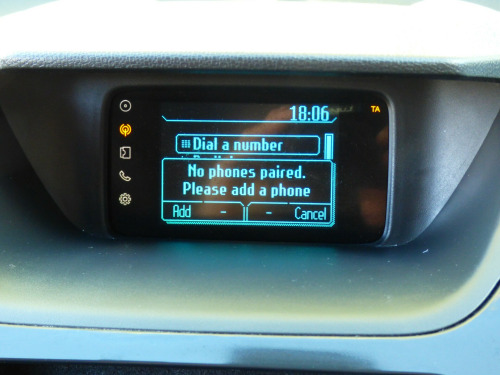 18:06
TA
Dial a number
No phones paired.
Please add a phone
Add - - Cancel